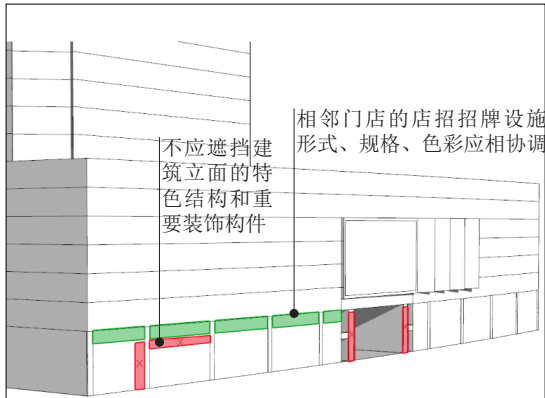 相邻门店的店招招牌设施
形式、规格、色彩应相协调
不应遮挡建
筑立面的特
色结构和重
要装饰构件